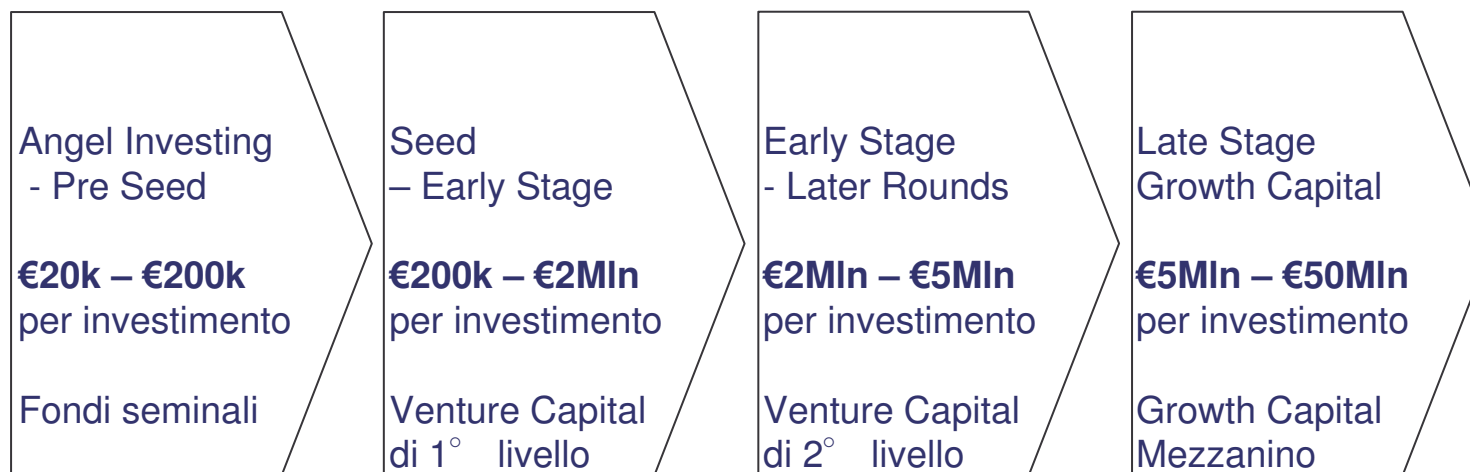 Angel Investing
- Pre Seed
€20k – €200k
per investimento
Fondi seminali
Seed
– Early Stage
€200k – €2Mln
per investimento
Venture Capital
di 1° livello
Early Stage
- Later Rounds
€2Mln – €5Mln
per investimento
Venture Capital
di 2° livello
Late Stage
Growth Capital
€5Mln – €50Mln
per investimento
Growth Capital
Mezzanino